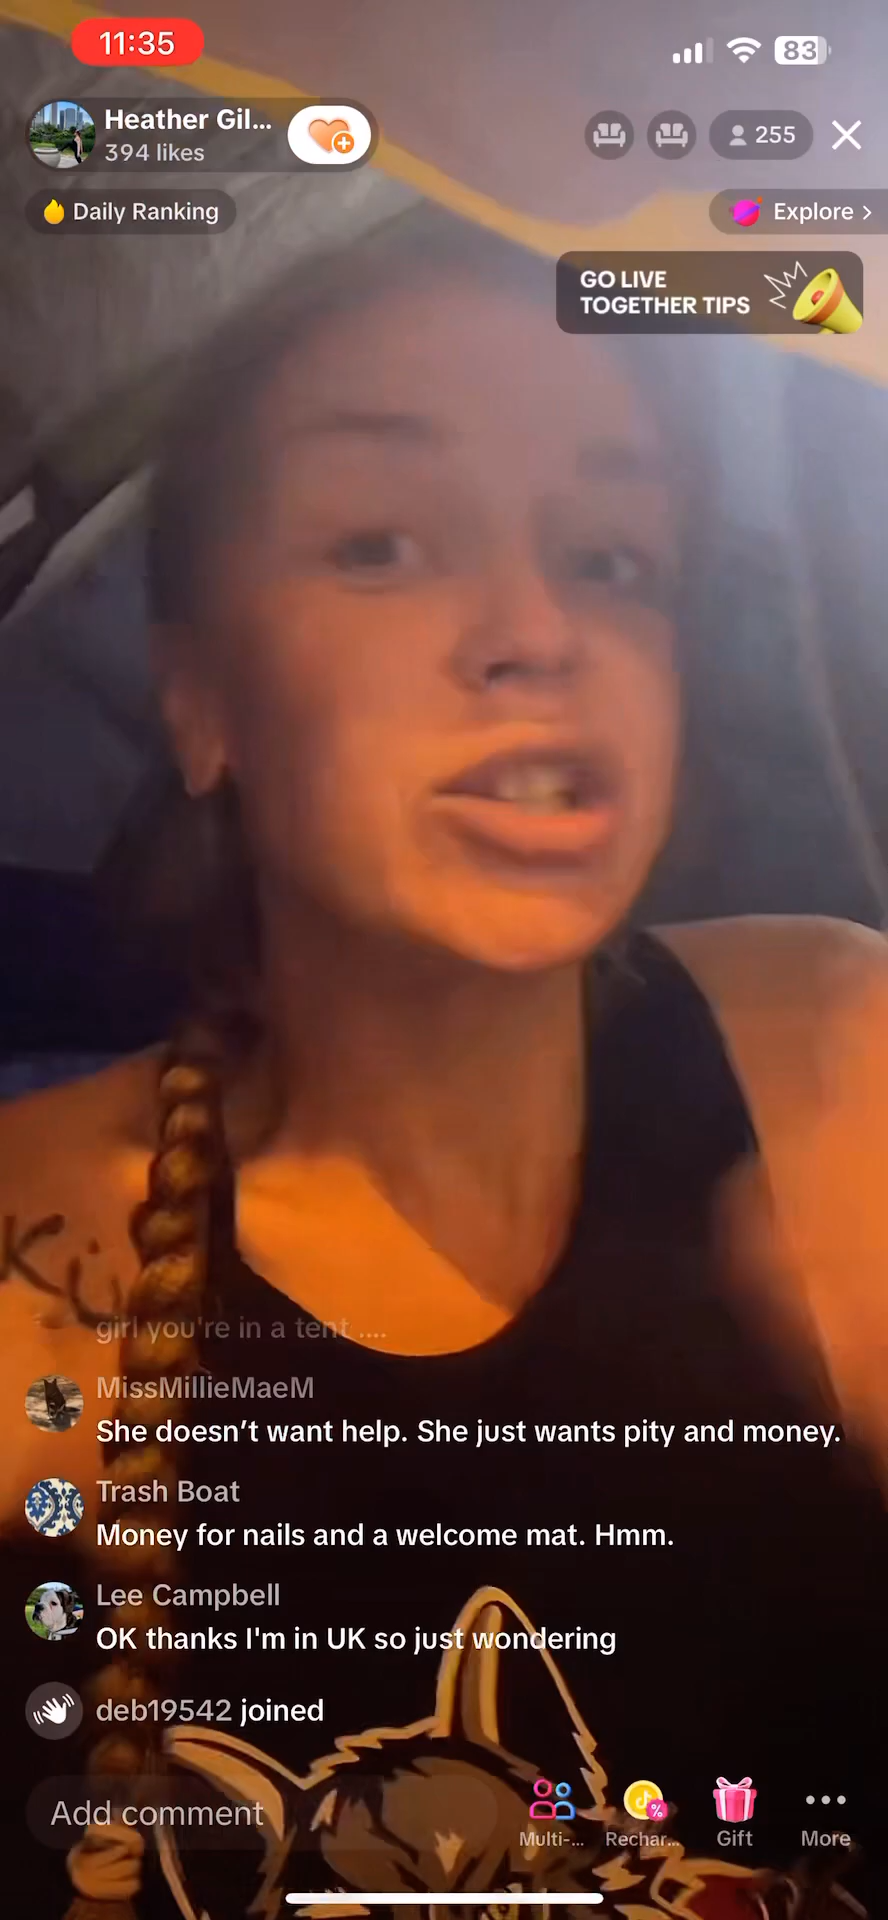 11:35
83
Heather Gil...
394 likes
255
Daily Ranking
Explore >
GO LIVE
TOGETHER TIPS
girl you're in a tent ....
MissMillieMaeM
She doesn’t want help. She just wants pity and money.
Trash Boat
Money for nails and a welcome mat. Hmm.
Lee Campbell
OK thanks I'm in UK so just wondering
deb19542 joined
Add comment
Multi-...
Rechar...
Gift
More